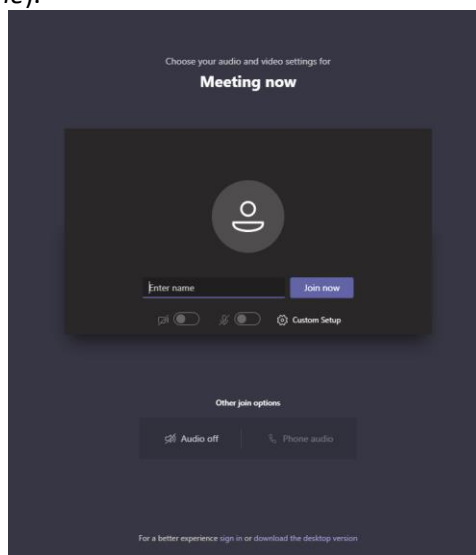 Choose your audio and video settings for
Meeting now
Enter name
Join now
Custom Setup
Other join options
Audio off
Phone audio
For a better experience sign in or download the desktop version